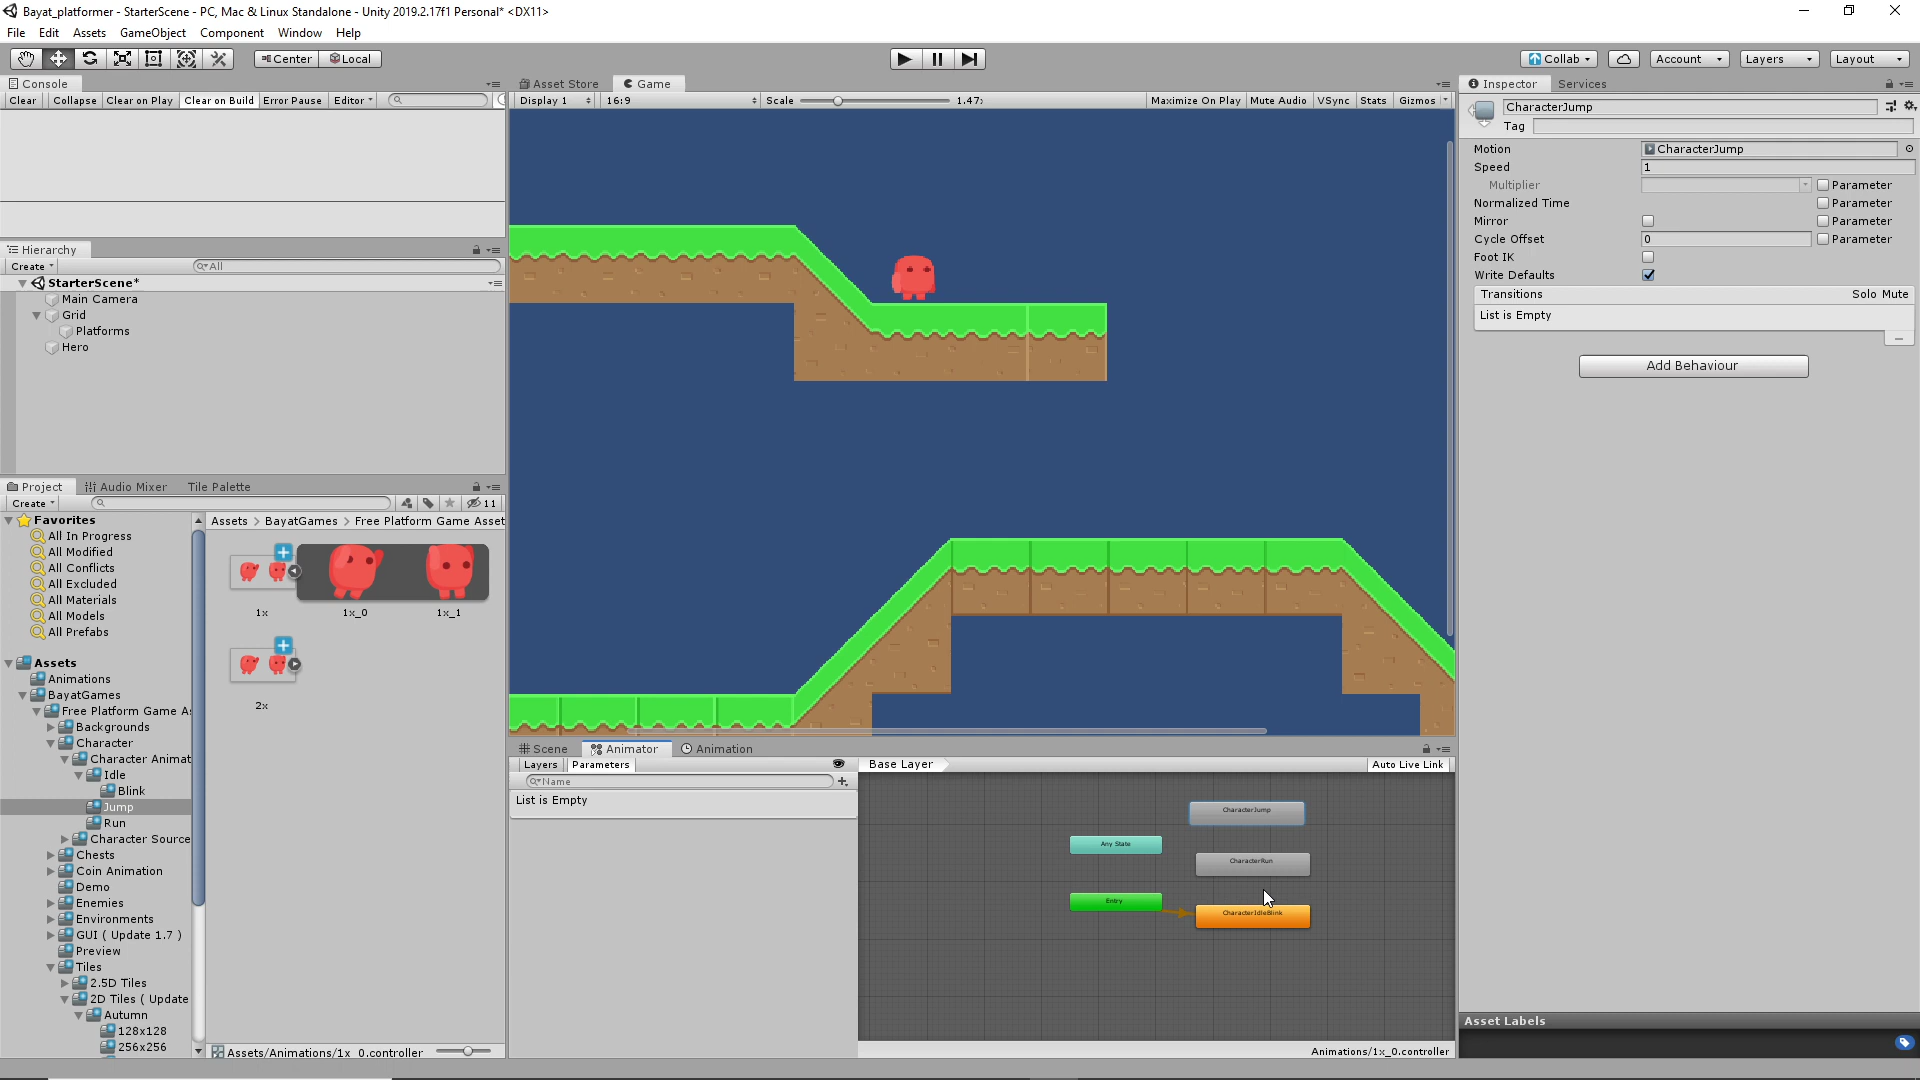 Bayat_platformer - StarterScene - PC, Mac & Linux Standalone - Unity 2019.2.17f1 Personal* <DX11>
File Edit Assets GameObject Component Window Help
Center Local
Collab Account Layers Layout
Console
Clear Collapse Clear on Play Clear on Build Error Pause Editor
Hierarchy
Create All
StarterScene*
Main Camera
Grid
Platforms
Hero
Project Audio Mixer Tile Palette
Create 11
Favorites
All In Progress
All Modified
All Conflicts
All Excluded
All Materials
All Models
All Prefabs
Assets
Animations
BayatGames
Free Platform Game A
Backgrounds
Character
Character Animat
Idle
Blink
Jump
Run
Character Source
Chests
Coin Animation
Demo
Enemies
Environments
GUI ( Update 1.7 )
Preview
Tiles
2.5D Tiles
2D Tiles ( Update
Autumn
128x128
256x256
Assets > BayatGames > Free Platform Game Asset
1x 1x_0 1x_1
2x
Assets/Animations/1x_0.controller
Asset Store Game
Display 1 16:9 Scale 1.47 Maximize On Play Mute Audio VSync Stats Gizmos
Scene Animator Animation
Layers Parameters Base Layer Auto Live Link
Name
List is Empty
CharacterJump
Any State
CharacterRun
Entry
CharacterIdleBlink
Animations/1x_0.controller
Inspector Services
CharacterJump
Tag
Motion CharacterJump
Speed 1
Multiplier Parameter
Normalized Time Parameter
Mirror Parameter
Cycle Offset 0 Parameter
Foot IK
Write Defaults
Transitions Solo Mute
List is Empty
Add Behaviour
Asset Labels